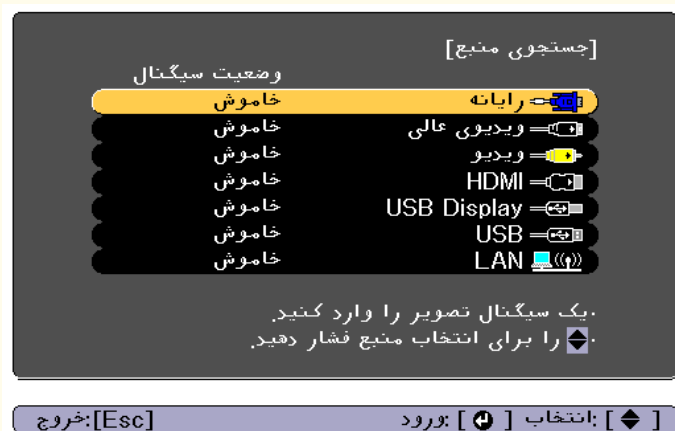 [جستجوی منبع]
وضعیت سیگنال
رایانه خاموش
ویدیوی عالی خاموش
ویدیو خاموش
HDMI خاموش
USB Display خاموش
USB خاموش
LAN خاموش
.یک سیگنال تصویر را وارد کنید
.را برای انتخاب منبع فشار دهید
[ ] :انتخاب [ ] :ورود [Esc]:خروج